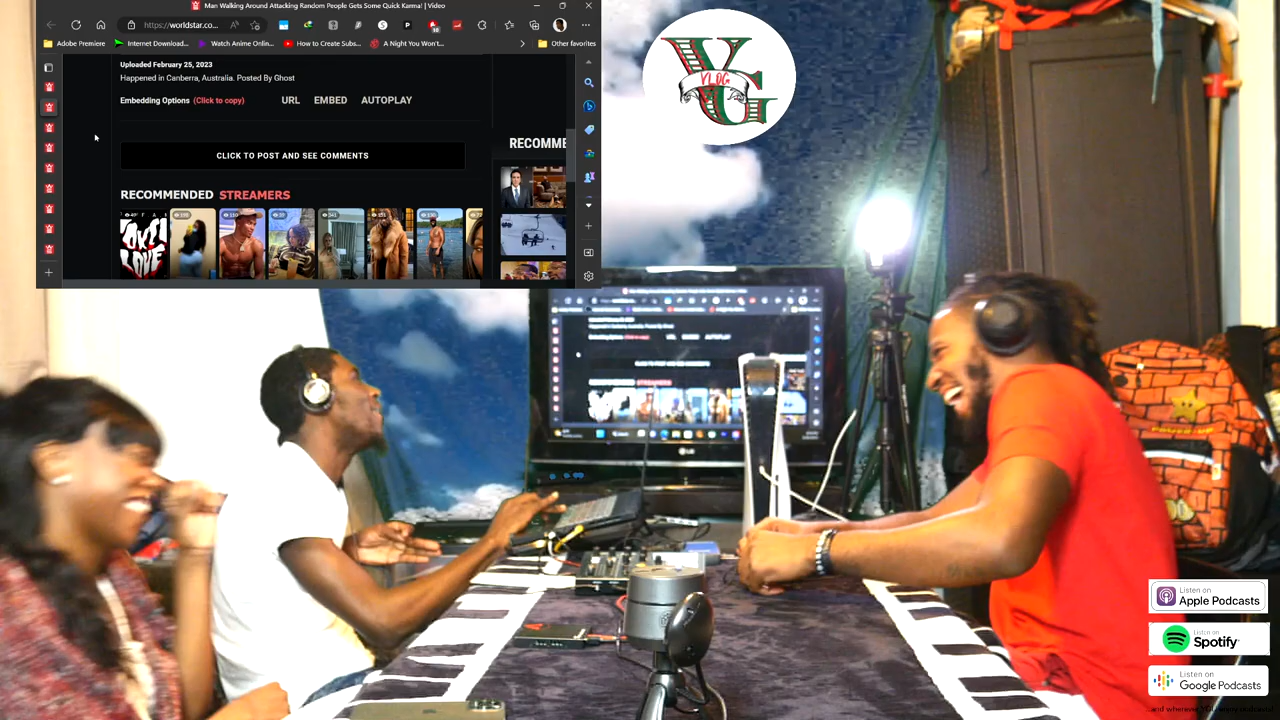 Man Walking Around Attacking Random People Gets Some Quick Karma! | Video
https://worldstar.co...
Adobe Premiere
Internet Download...
Watch Anime Onlin...
How to Create Subs...
A Night You Won't...
Other favorites
Uploaded February 25, 2023
Happened in Canberra, Australia. Posted By Ghost
Embedding Options (Click to copy)
URL
EMBED
AUTOPLAY
RECOMME
CLICK TO POST AND SEE COMMENTS
RECOMMENDED STREAMERS
VLOG
YG
LG
Listen on
Apple Podcasts
Listen on
Spotify
Listen on
Google Podcasts